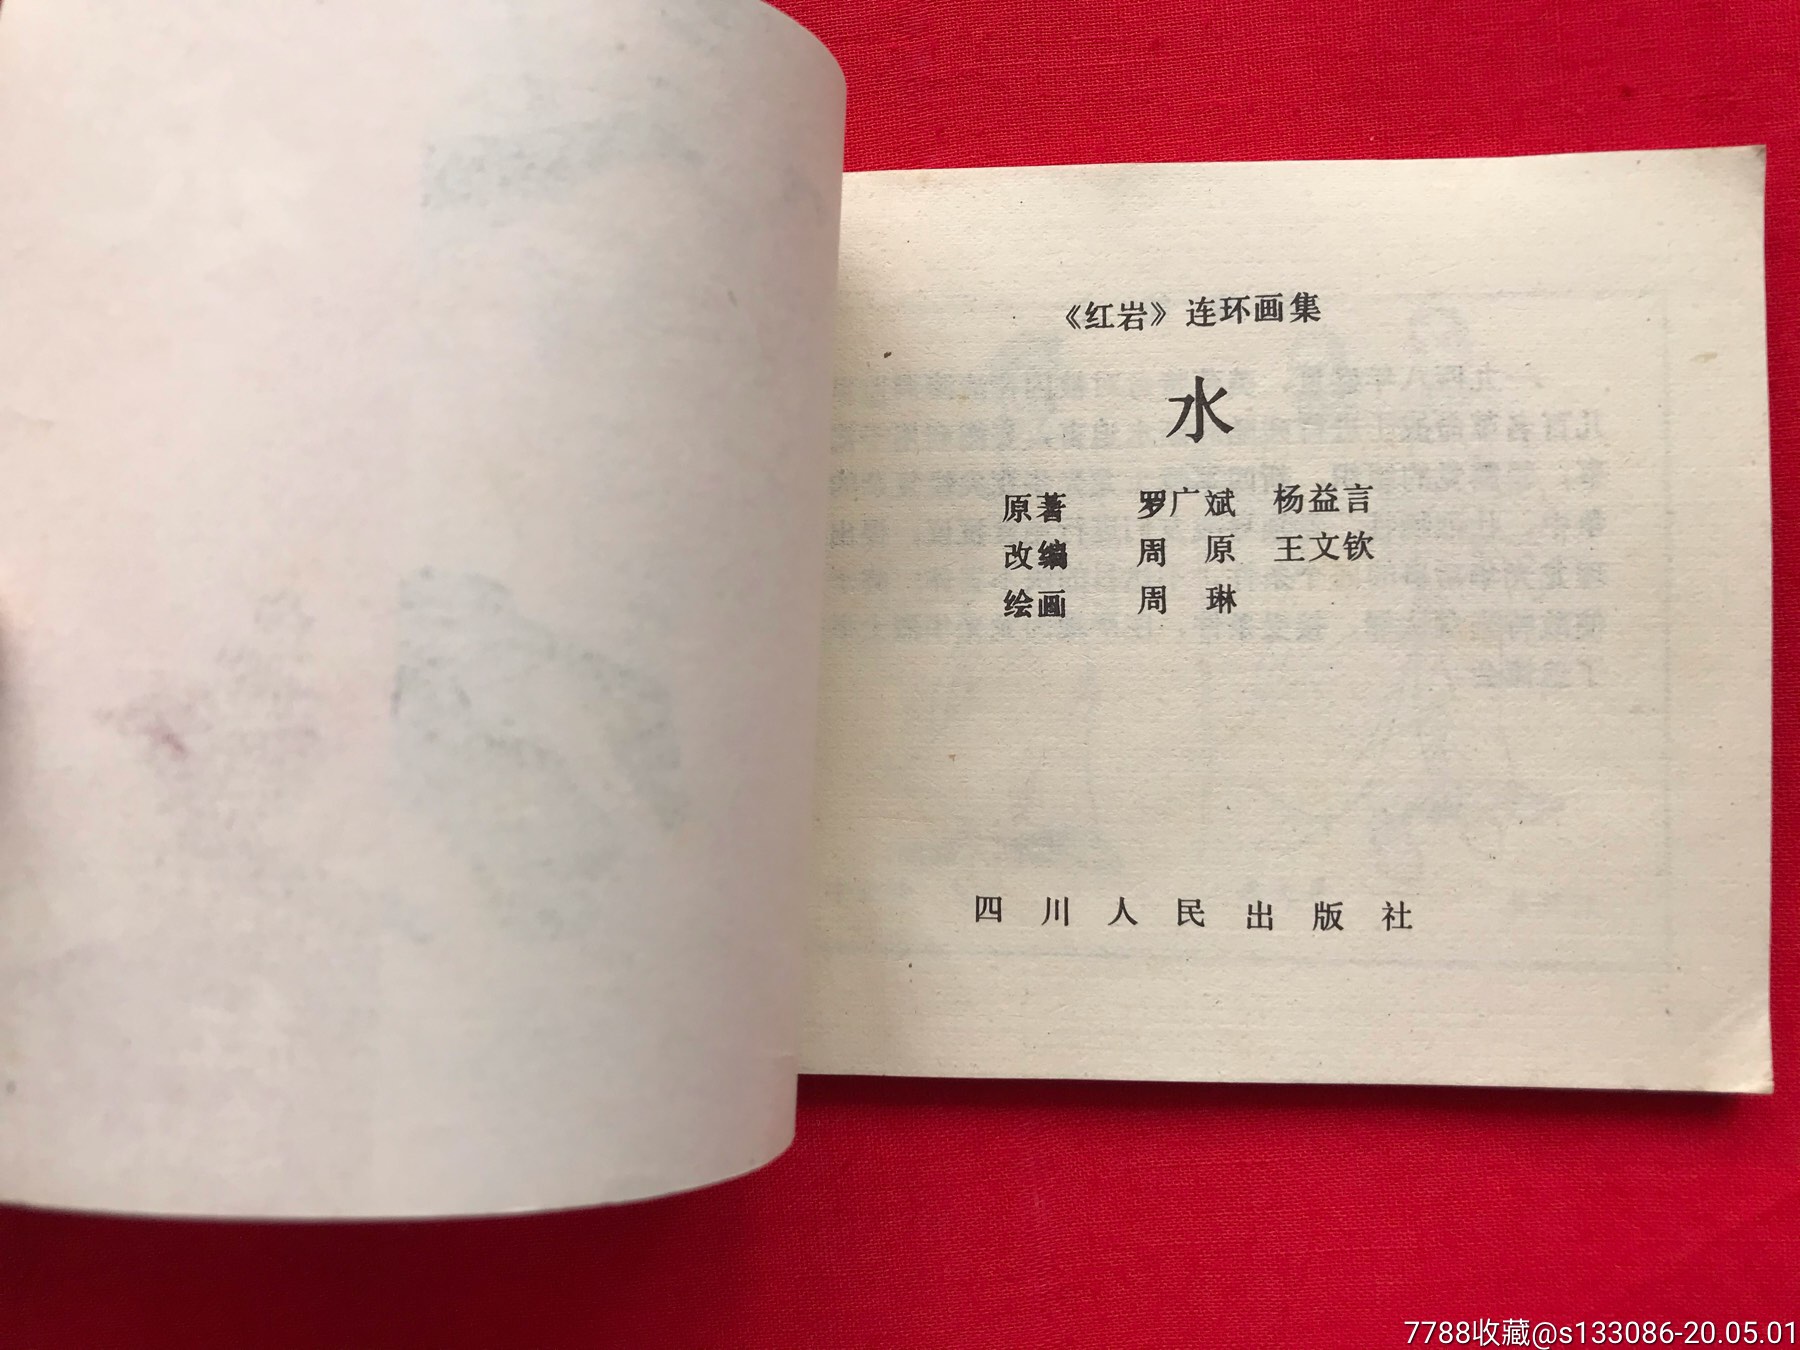 《红岩》连环画集
水
原著 罗广斌 杨益言
改编 周 原 王文钦
绘画 周 琳
四川人民出版社
7788收藏@s133086-20.05.01